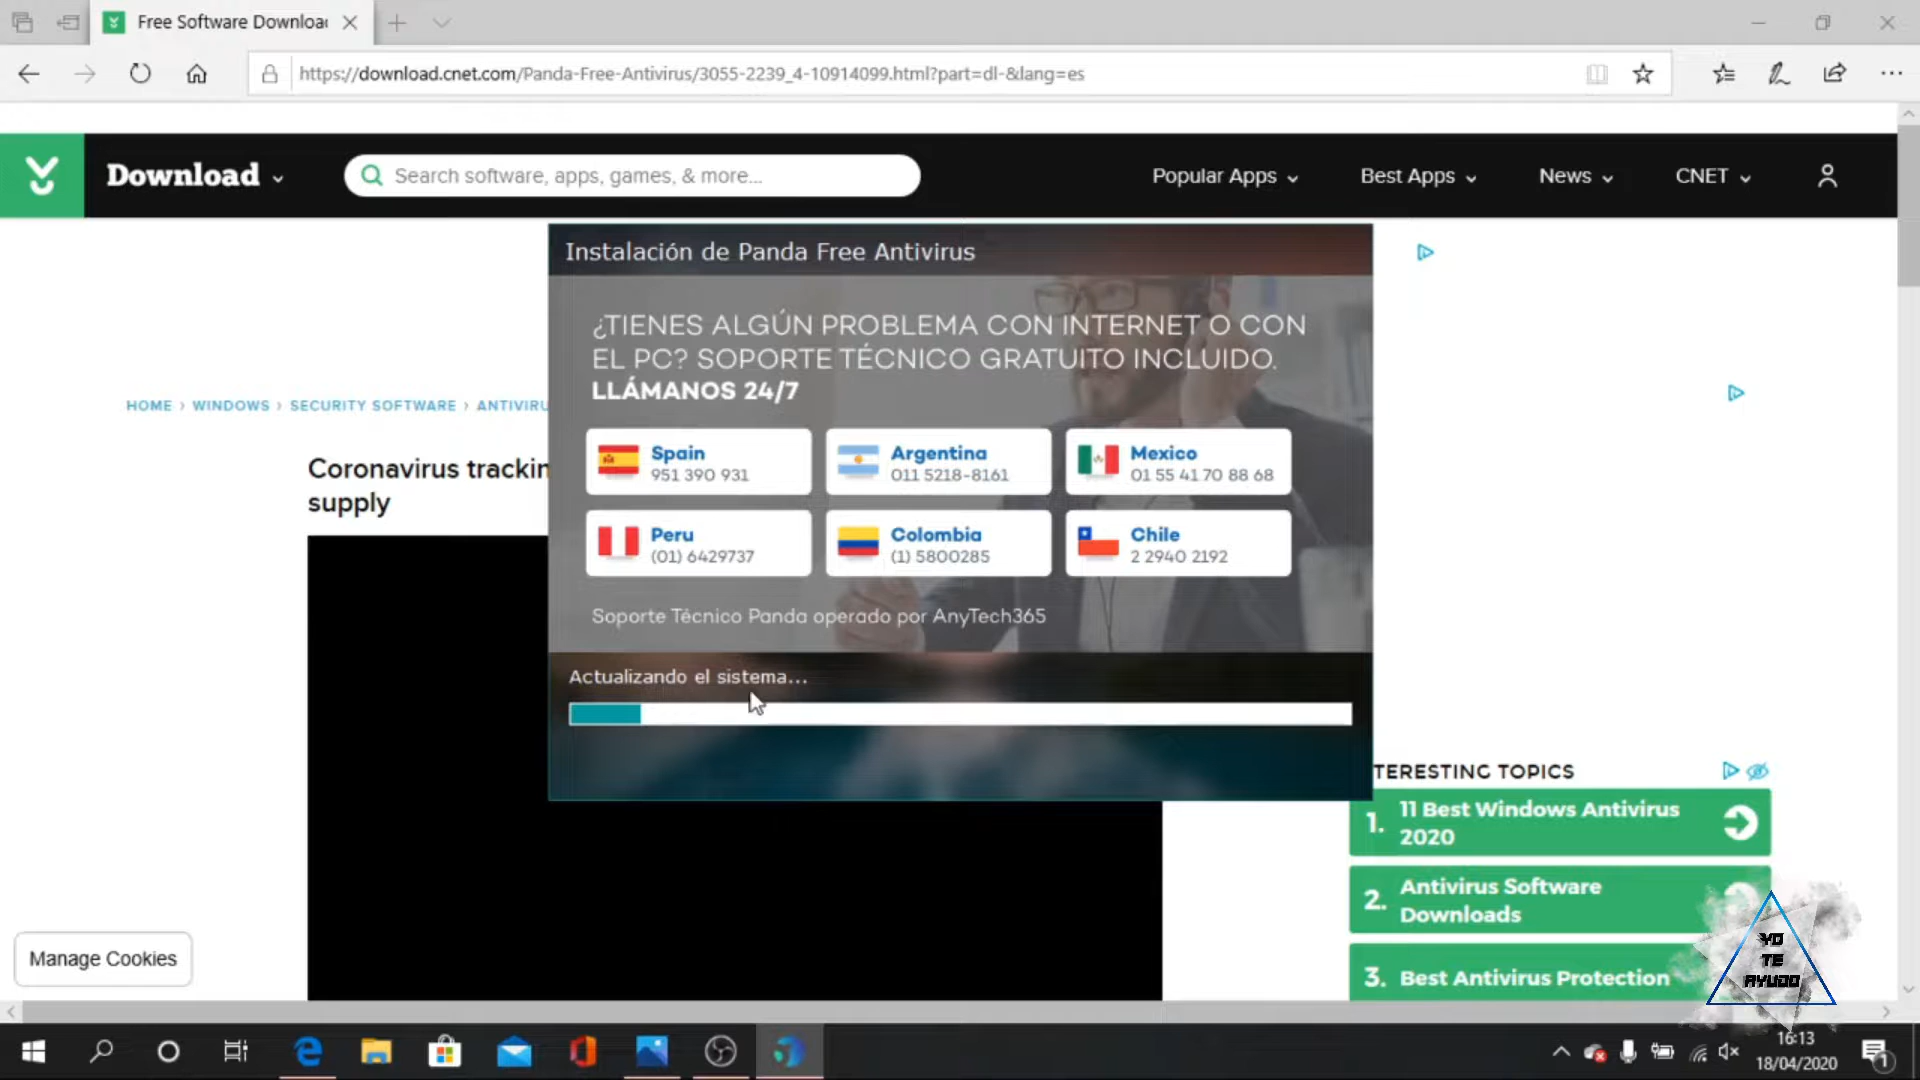 Free Software Downloa
https://download.cnet.com/Panda-Free-Antivirus/3055-2239_4-10914099.html?part=dl-&lang=es
Download
Search software, apps, games, & more...
Popular Apps
Best Apps
News
CNET
Instalación de Panda Free Antivirus
¿TIENES ALGÚN PROBLEMA CON INTERNET O CON
EL PC? SOPORTE TÉCNICO GRATUITO INCLUIDO.
LLÁMANOS 24/7
HOME › WINDOWS › SECURITY SOFTWARE › ANTIVIRU
Spain
951 390 931
Argentina
011 5218-8161
Mexico
01 55 41 70 88 68
Peru
(01) 6429737
Colombia
(1) 5800285
Chile
2 2940 2192
Coronavirus trackin
supply
Soporte Técnico Panda operado por AnyTech365
Actualizando el sistema...
TERESTING TOPICS
1. 11 Best Windows Antivirus
2020
2. Antivirus Software
Downloads
3. Best Antivirus Protection
YO
TE
AYUDO
Manage Cookies
16:13
18/04/2020
1